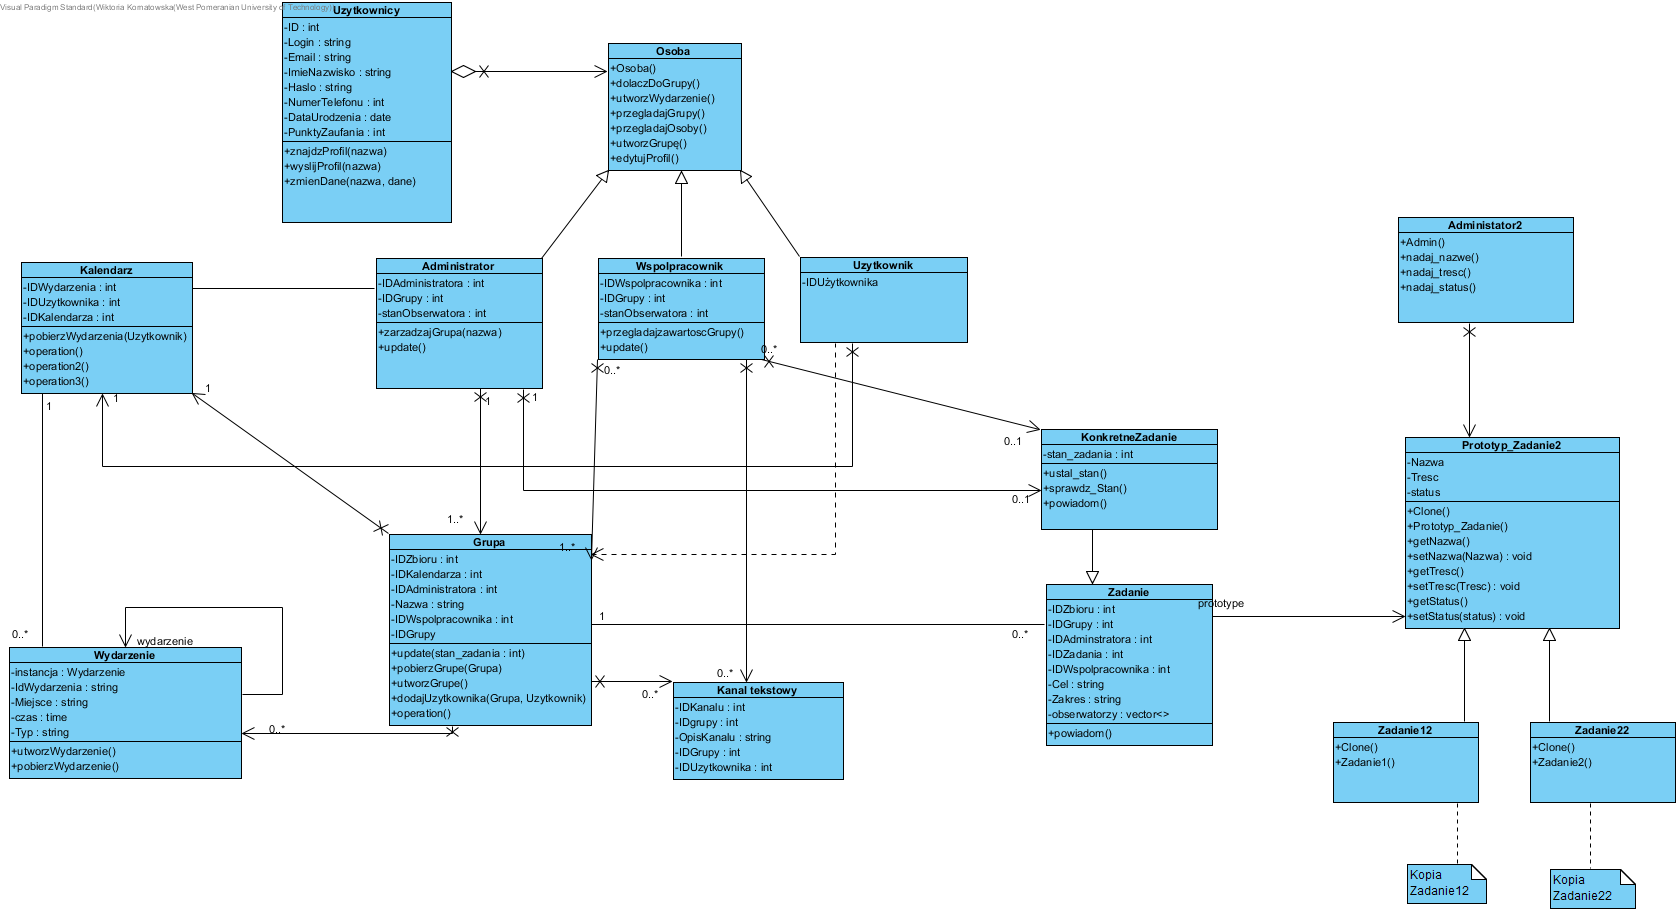 Visual Paradigm Standard(Wiktoria Kornatowska(West Pomeranian University of Technology))
Uzytkownicy
-ID : int
-Login : string
-Email : string
-ImieNazwisko : string
-Haslo : string
-NumerTelefonu : int
-DataUrodzenia : date
-PunktyZaufania : int
+znajdzProfil(nazwa)
+wyslijProfil(nazwa)
+zmienDane(nazwa, dane)
Osoba
+Osoba()
+dolaczDoGrupy()
+utworzWydarzenie()
+przegladajGrupy()
+przegladajOsoby()
+utworzGrupę()
+edytujProfil()
Kalendarz
-IDWydarzenia : int
-IDUzytkownika : int
-IDKalendarza : int
+pobierzWydarzenia(Uzytkownik)
+operation()
+operation2()
+operation3()
1
1
1
Administrator
-IDAdministratora : int
-IDGrupy : int
-stanObserwatora : int
+zarzadzajGrupa(nazwa)
+update()
1
1
Wspolpracownik
-IDWspolpracownika : int
-IDGrupy : int
-stanObserwatora : int
+przegladajzawartoscGrupy()
+update()
0..*
0..*
Uzytkownik
-IDUżytkownika
Administator2
+Admin()
+nadaj_nazwe()
+nadaj_tresc()
+nadaj_status()
0..1
0..1
KonkretneZadanie
-stan_zadania : int
+ustal_stan()
+sprawdz_Stan()
+powiadom()
Prototyp_Zadanie2
-Nazwa
-Tresc
-status
+Clone()
+Prototyp_Zadanie()
+getNazwa()
+setNazwa(Nazwa) : void
+getTresc()
+setTresc(Tresc) : void
+getStatus()
+setStatus(status) : void
1..*
1..*
Grupa
-IDZbioru : int
-IDKalendarza : int
-IDAdministratora : int
-Nazwa : string
-IDWspolpracownika : int
-IDGrupy
+update(stan_zadania : int)
+pobierzGrupe(Grupa)
+utworzGrupe()
+dodajUzytkownika(Grupa, Uzytkownik)
+operation()
1
0..*
Zadanie
-IDZbioru : int
-IDGrupy : int
-IDAdminstratora : int
-IDZadania : int
-IDWspolpracownika : int
-Cel : string
-Zakres : string
-obserwatorzy : vector<>
+powiadom()
prototype
0..*
wydarzenie
Wydarzenie
-instancja : Wydarzenie
-IdWydarzenia : string
-Miejsce : string
-czas : time
-Typ : string
+utworzWydarzenie()
+pobierzWydarzenie()
0..*
0..*
0..*
Kanal tekstowy
-IDKanalu : int
-IDgrupy : int
-OpisKanalu : string
-IDGrupy : int
-IDUzytkownika : int
Zadanie12
+Clone()
+Zadanie1()
Zadanie22
+Clone()
+Zadanie2()
Kopia
Zadanie12
Kopia
Zadanie22